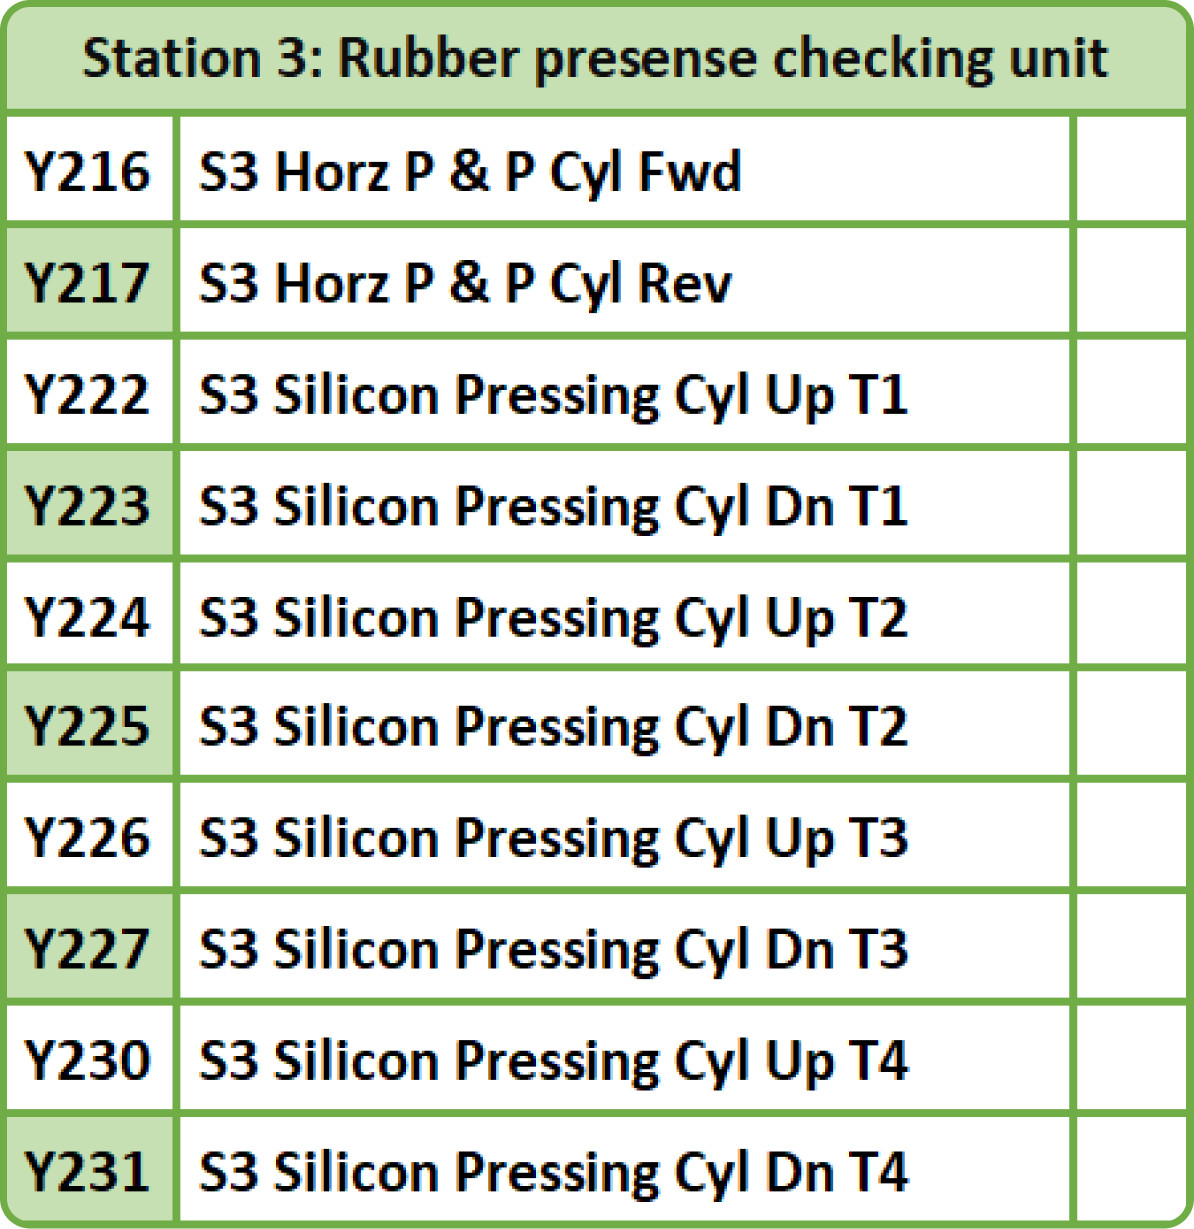 Station 3: Rubber presense checking unit
Y216 S3 Horz P & P Cyl Fwd
Y217 S3 Horz P & P Cyl Rev
Y222 S3 Silicon Pressing Cyl Up T1
Y223 S3 Silicon Pressing Cyl Dn T1
Y224 S3 Silicon Pressing Cyl Up T2
Y225 S3 Silicon Pressing Cyl Dn T2
Y226 S3 Silicon Pressing Cyl Up T3
Y227 S3 Silicon Pressing Cyl Dn T3
Y230 S3 Silicon Pressing Cyl Up T4
Y231 S3 Silicon Pressing Cyl Dn T4